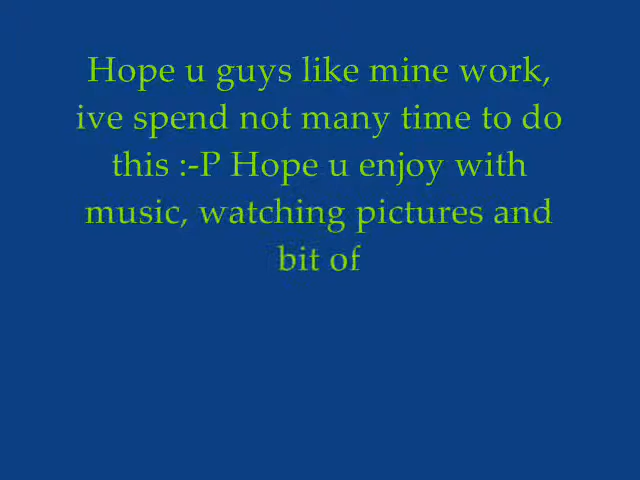 Hope u guys like mine work,
ive spend not many time to do
this :-P Hope u enjoy with
music, watching pictures and
bit of